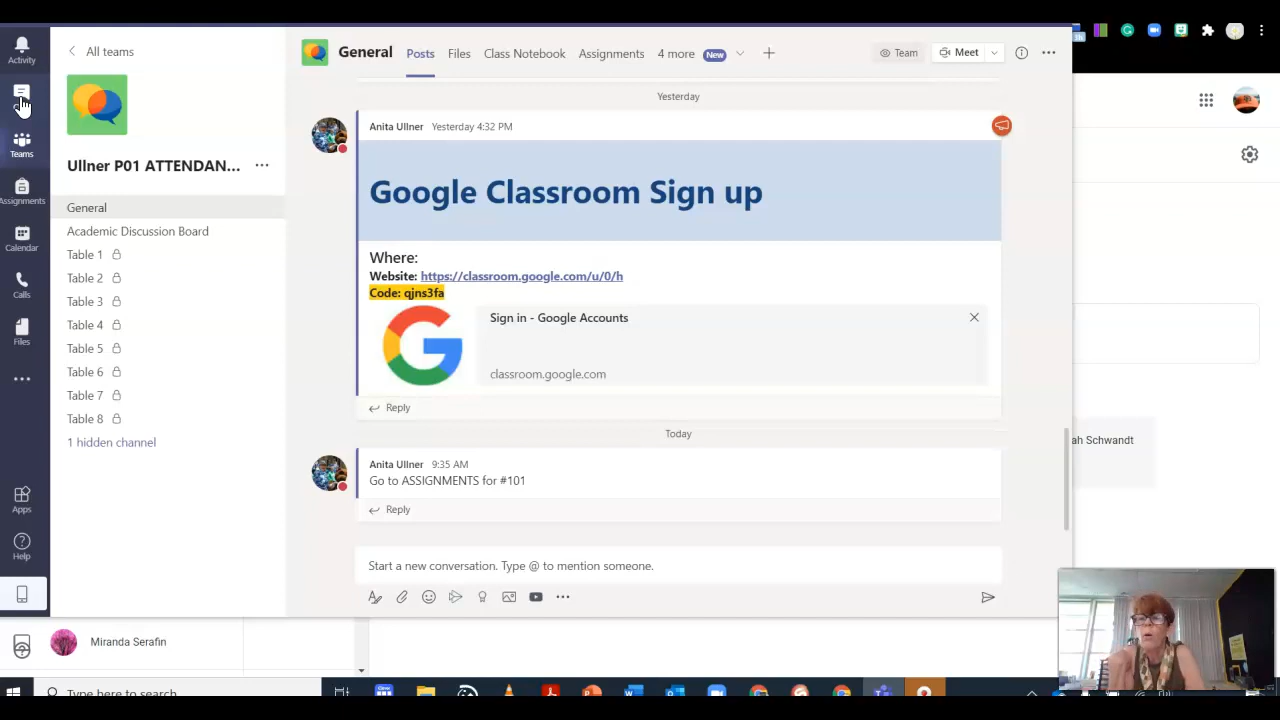 Activity
Teams
Assignments
Calendar
Calls
Files
Apps
Help
All teams
Ullner P01 ATTENDAN...
General
Academic Discussion Board
Table 1
Table 2
Table 3
Table 4
Table 5
Table 6
Table 7
Table 8
1 hidden channel
General Posts Files Class Notebook Assignments 4 more New
Team Meet
Yesterday
Anita Ullner Yesterday 4:32 PM
Google Classroom Sign up
Where:
Website: https://classroom.google.com/u/0/h
Code: qjns3fa
Sign in - Google Accounts
classroom.google.com
Reply
Today
Anita Ullner 9:35 AM
Go to ASSIGNMENTS for #101
Reply
Start a new conversation. Type @ to mention someone.
ah Schwandt
Miranda Serafin
Type here to search